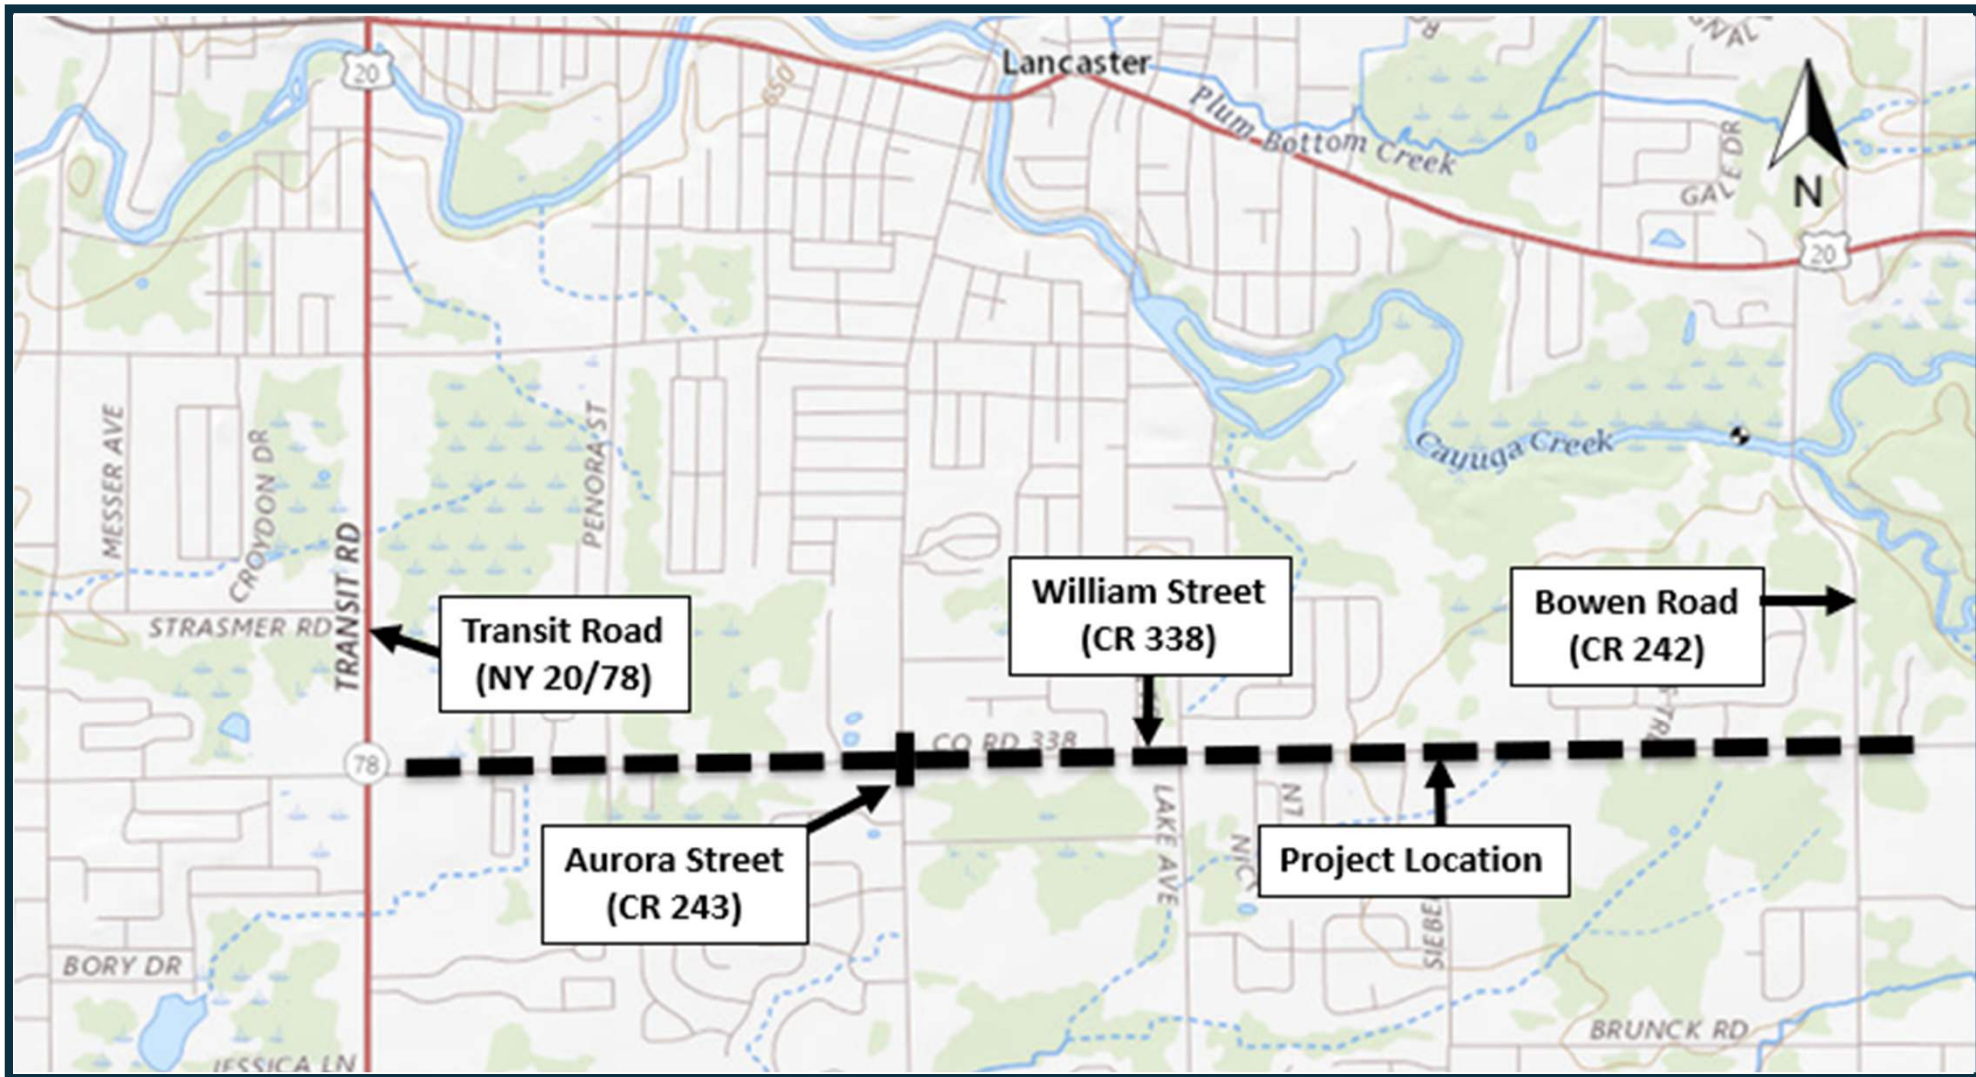 Lancaster
20
650
Plum Bottom Creek
GALE DR
N
20
MESSER AVE
CROYDON DR
PENORA ST
Cayuga Creek
TRANSIT RD
STRASMER RD
Transit Road
(NY 20/78)
William Street
(CR 338)
Bowen Road
(CR 242)
78
CO RD 338
Aurora Street
(CR 243)
LAKE AVE
LN
Project Location
BORY DR
BRUNCK RD
JESSICA LN